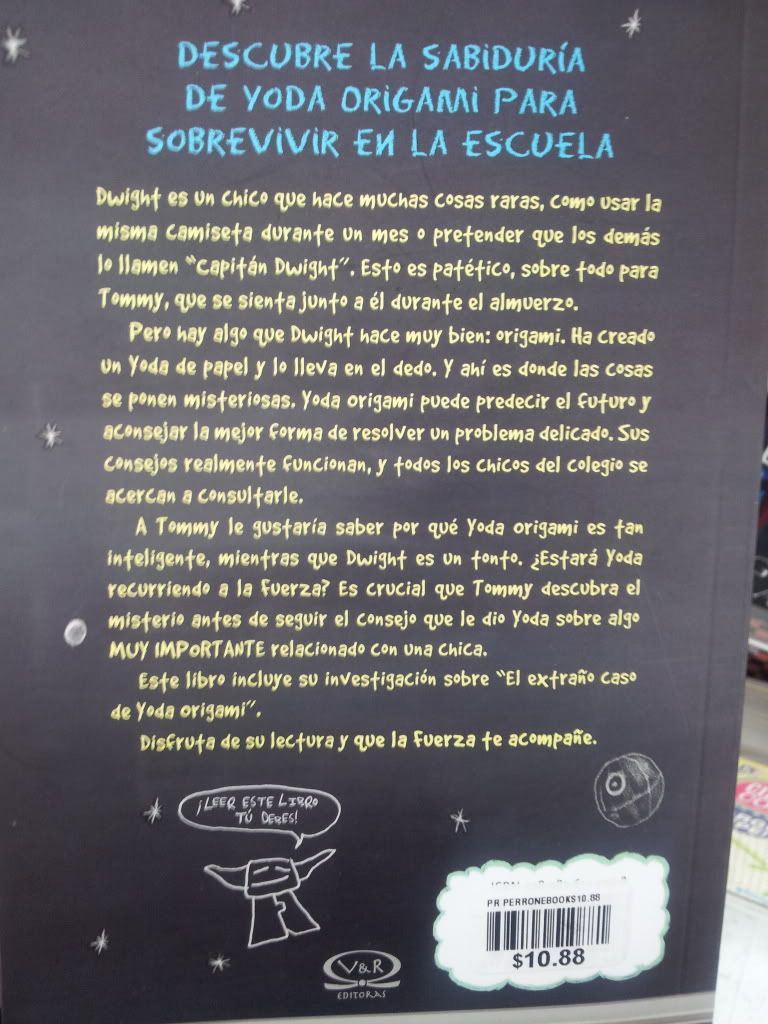 DESCUBRE LA SABIDURÍA
DE YODA ORIGAMI PARA
SOBREVIVIR EN LA ESCUELA
Dwight es un chico que hace muchas cosas raras, como usar la
misma camiseta durante un mes o pretender que los demás
lo llamen "Capitán Dwight". Esto es patético, sobre todo para
Tommy, que se sienta junto a él durante el almuerzo.
Pero hay algo que Dwight hace muy bien: origami. Ha creado
un Yoda de papel y lo lleva en el dedo. Y ahí es donde las cosas
se ponen misteriosas. Yoda origami puede predecir el futuro y
aconsejar la mejor forma de resolver un problema delicado. Sus
consejos realmente funcionan, y todos los chicos del colegio se
acercan a consultarle.
A Tommy le gustaría saber por qué Yoda origami es tan
inteligente, mientras que Dwight es un tonto. ¿Estará Yoda
recurriendo a la Fuerza? Es crucial que Tommy descubra el
misterio antes de seguir el consejo que le dio Yoda sobre algo
MUY IMPORTANTE relacionado con una chica.
Este libro incluye su investigación sobre "El extraño caso
de Yoda origami".
Disfruta de su lectura y que la Fuerza te acompañe.
¡LEER ESTE LIBRO
TÚ DEBES!
PR PERRONEBOOKS10.88
$10.88
V&R
EDITORAS